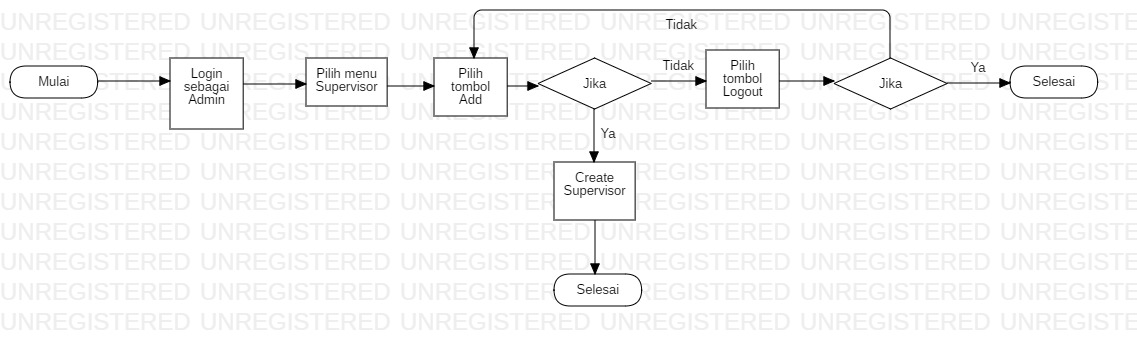 UNREGISTERED UNREGISTERED UNREGISTERED UNREGISTERED UNREGISTERED UNREGISTE
Tidak
Mulai
Login
sebagai
Admin
Pilih menu
Supervisor
Pilih
tombol
Add
Jika
Tidak
Pilih
tombol
Logout
Jika
Ya
Selesai
Ya
Create
Supervisor
Selesai